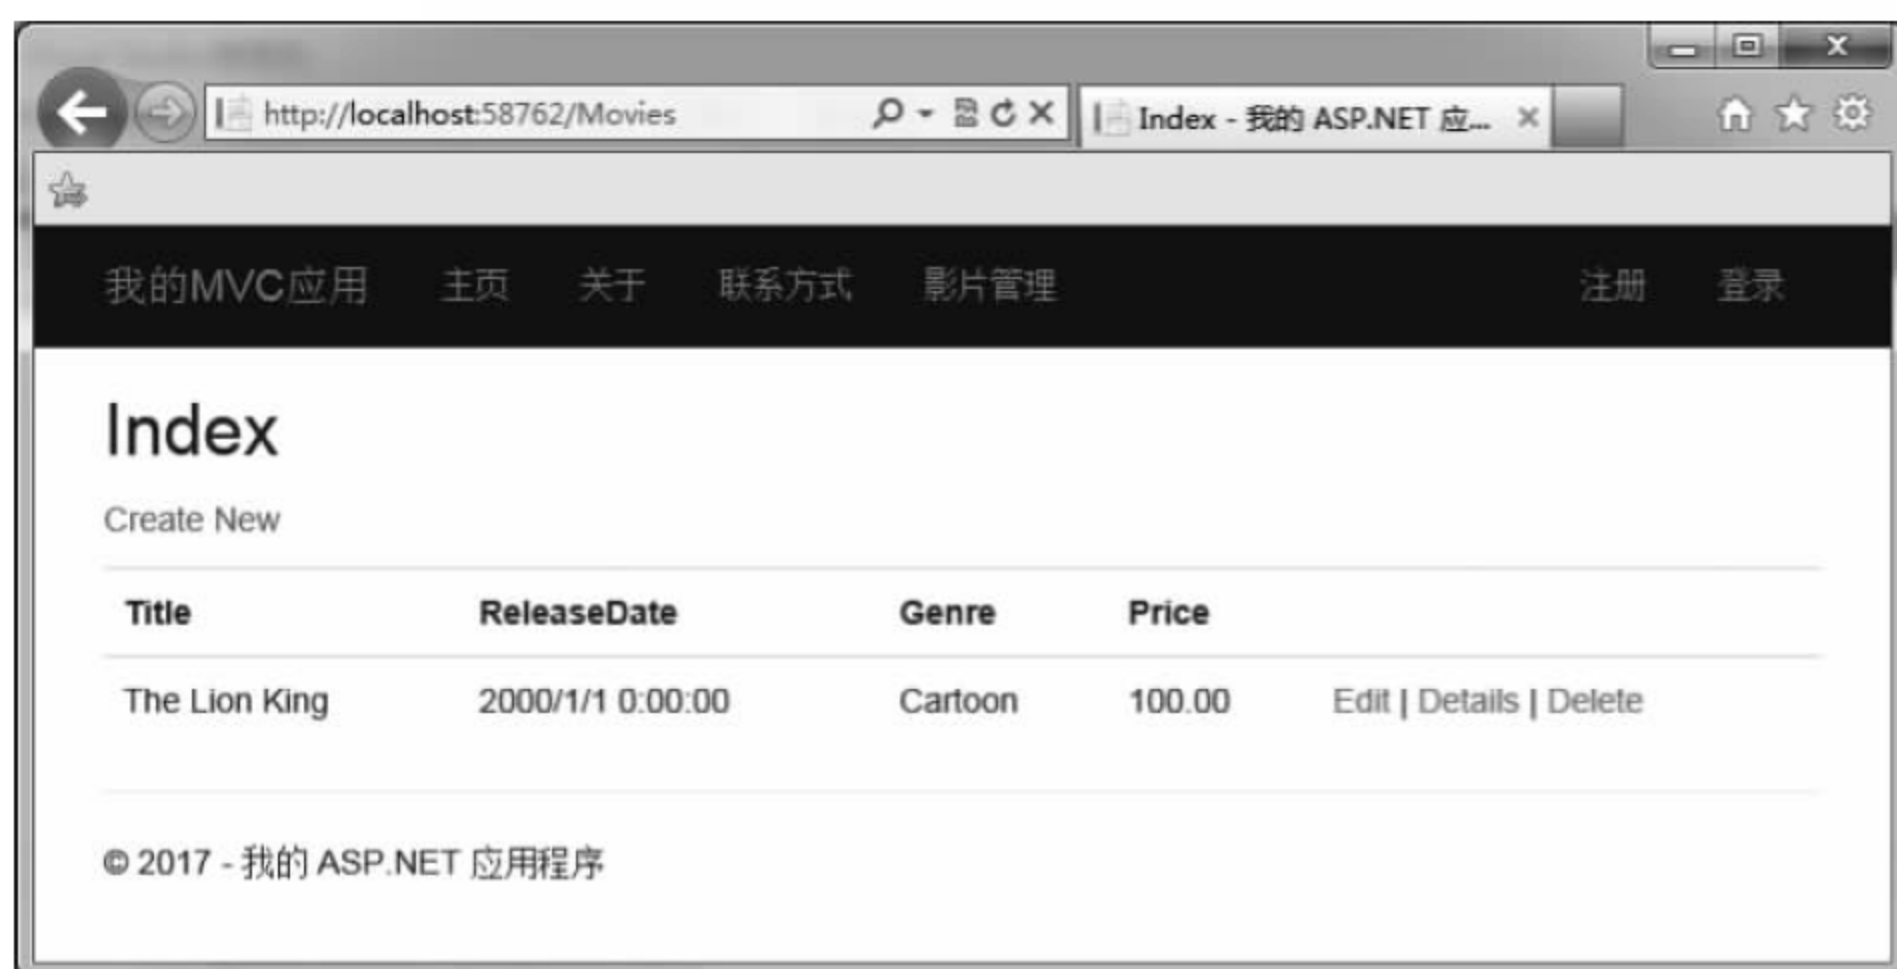 http://localhost:58762/Movies Index - 我的 ASP.NET 应...
我的MVC应用 主页 关于 联系方式 影片管理 注册 登录
Index
Create New
Title ReleaseDate Genre Price
The Lion King 2000/1/1 0:00:00 Cartoon 100.00 Edit | Details | Delete
© 2017 - 我的 ASP.NET 应用程序